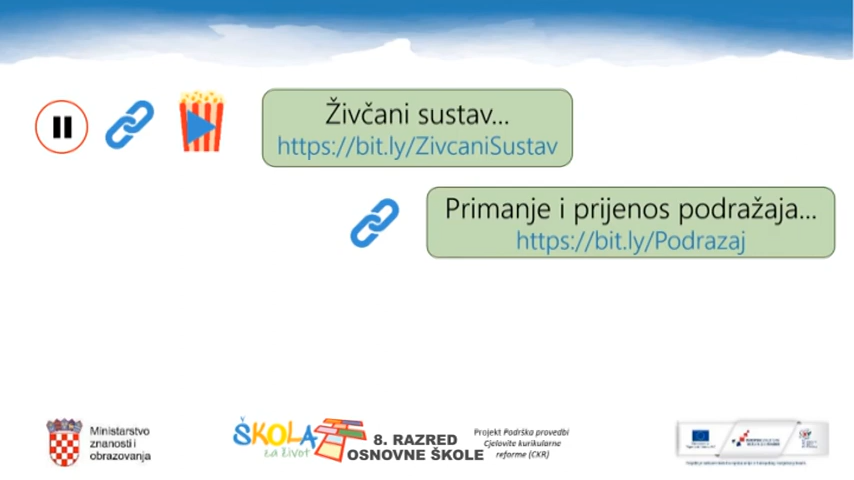 Živčani sustav...
https://bit.ly/ZivcaniSustav
Primanje i prijenos podražaja...
https://bit.ly/Podrazaj
Ministarstvo
znanosti i
obrazovanja
ŠKOLA
za život
8. RAZRED
OSNOVNE ŠKOLE
Projekt Podrška provedbi
Cjelovite kurikularne
reforme (CKR)